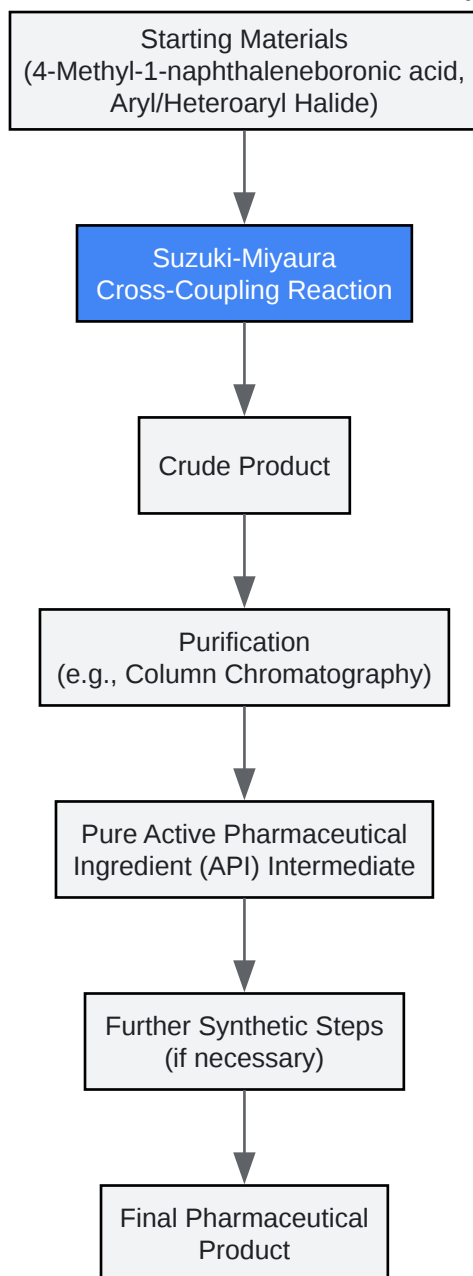 Starting Materials
(4-Methyl-1-naphthaleneboronic acid,
Aryl/Heteroaryl Halide)
Suzuki-Miyaura
Cross-Coupling Reaction
Crude Product
Purification
(e.g., Column Chromatography)
Pure Active Pharmaceutical
Ingredient (API) Intermediate
Further Synthetic Steps
(if necessary)
Final Pharmaceutical
Product